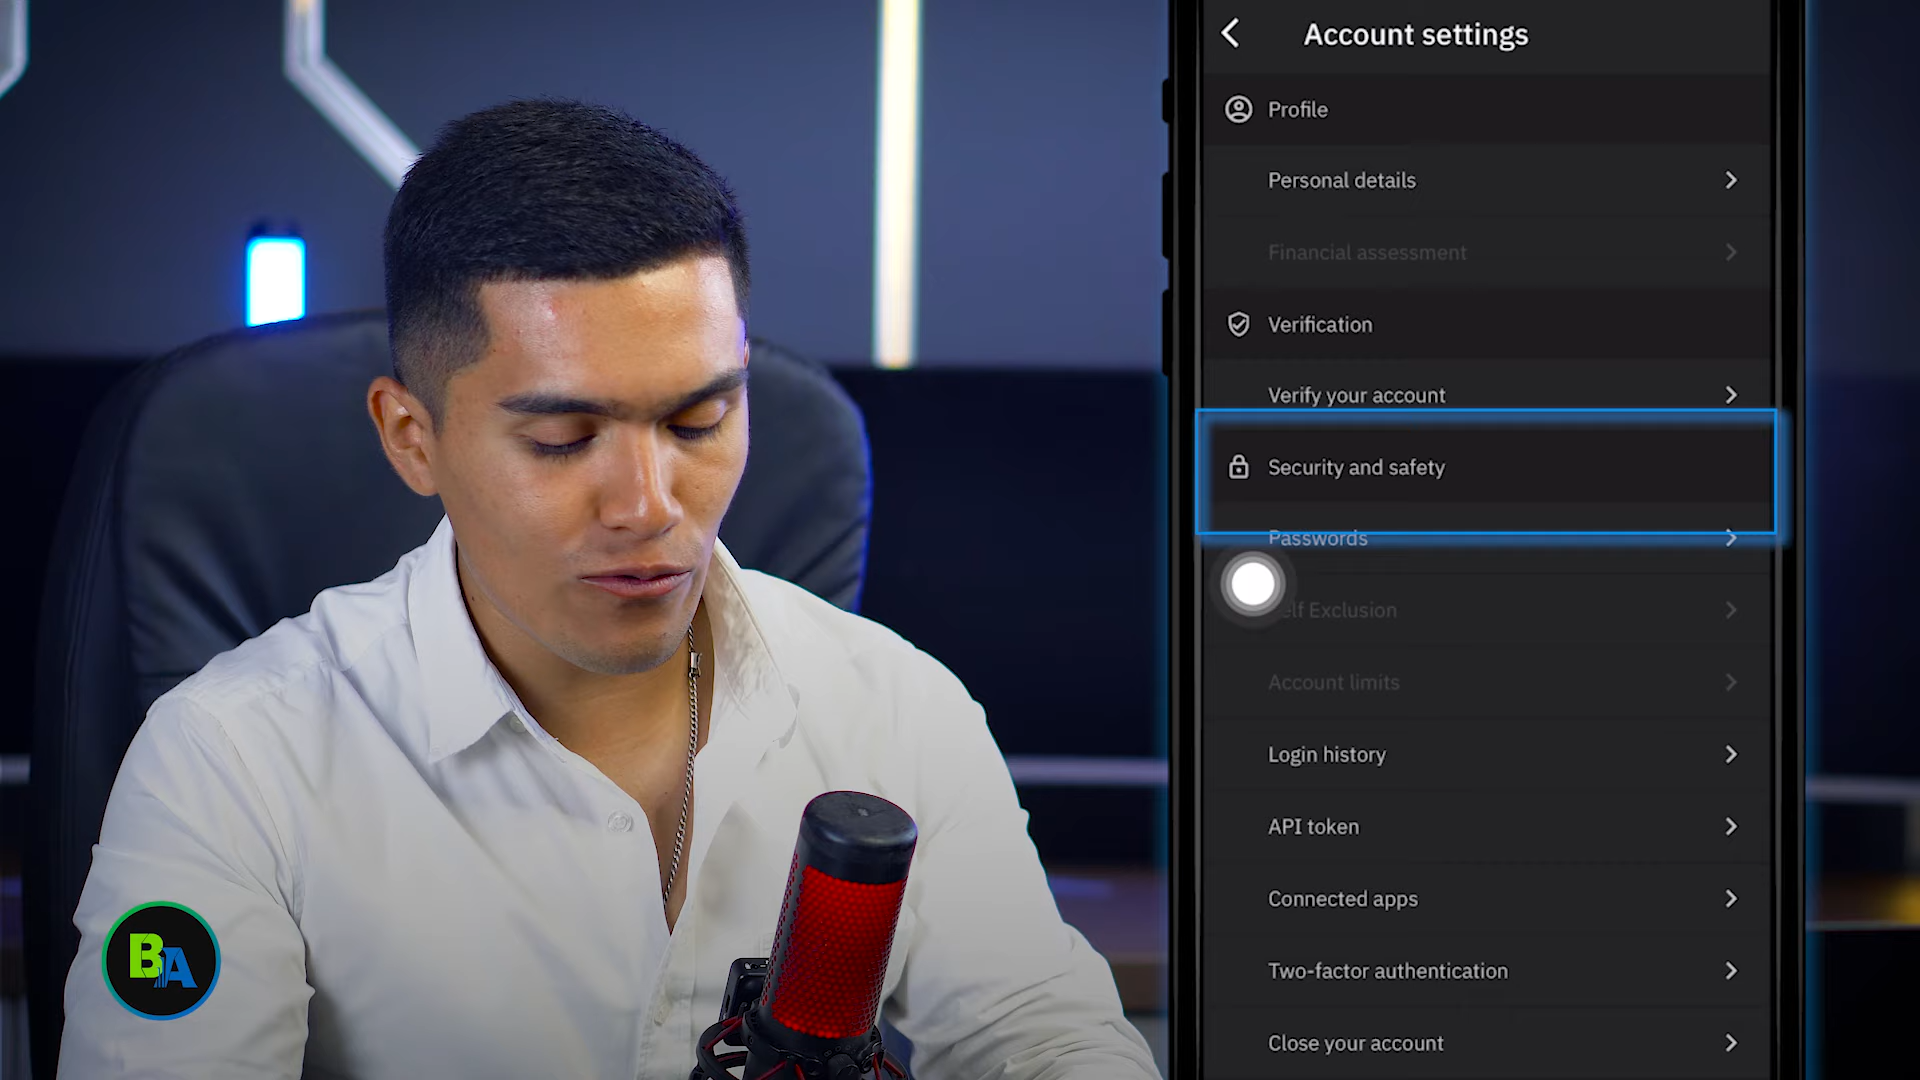 Account settings
Profile
Personal details
Financial assessment
Verification
Verify your account
Security and safety
Passwords
Exclusion
Account limits
Login history
API token
Connected apps
Two-factor authentication
Close your account
BA